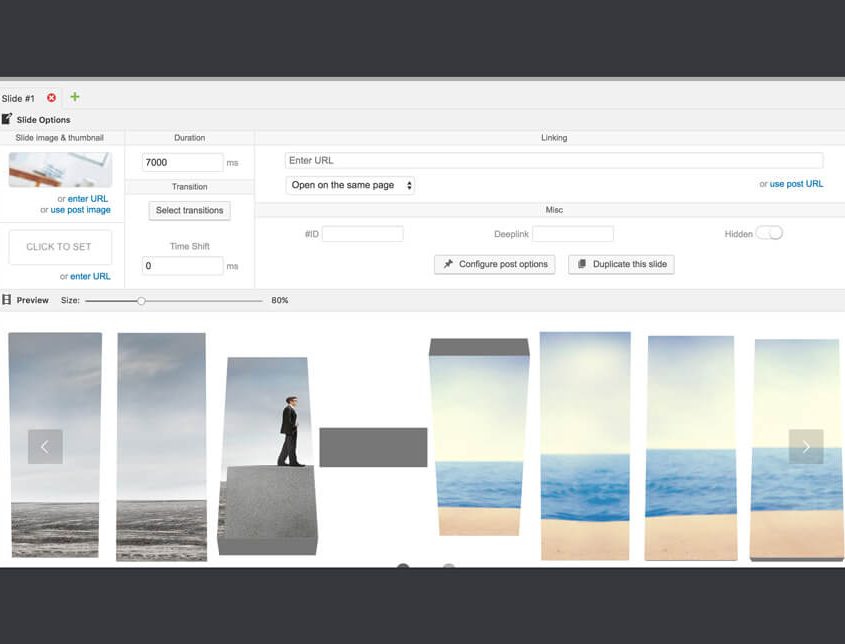 Slide #1
Slide Options
Slide image & thumbnail
Duration
Linking
7000 ms
Enter URL
Transition
Open on the same page
or use post URL
or enter URL
or use post image
Select transitions
Misc
#ID
Deeplink
Hidden
CLICK TO SET
Time Shift
0 ms
Configure post options
Duplicate this slide
or enter URL
Preview
Size:
80%